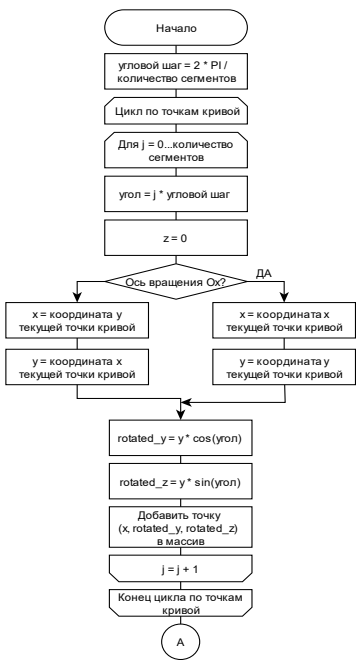 Начало
угловой шаг = 2 * PI /
количество сегментов
Цикл по точкам кривой
Для j = 0...количество
сегментов
угол = j * угловой шаг
z = 0
Ось вращения Ox?
ДА
x = координата y
текущей точки кривой
x = координата x
текущей точки кривой
y = координата x
текущей точки кривой
y = координата y
текущей точки кривой
rotated_y = y * cos(угол)
rotated_z = y * sin(угол)
Добавить точку
(x, rotated_y, rotated_z)
в массив
j = j + 1
Конец цикла по точкам
кривой
A